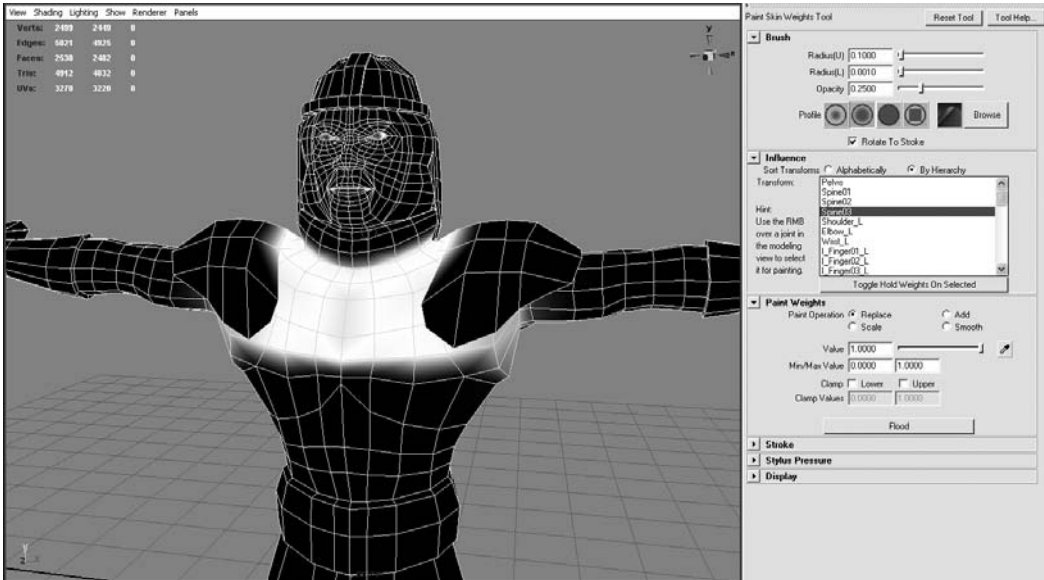 View Shading Lighting Show Renderer Panels
Verts: 2499 2449 0
Edges: 5021 4926 0
Faces: 2530 2482 0
Tris: 4912 4832 0
UVs: 3270 3220 0
y
z x
Paint Skin Weights Tool
Reset Tool
Tool Help...
Brush
Radius(U) 0.1000
Radius(L) 0.0010
Opacity 0.2500
Profile
Browse
Rotate To Stroke
Influence
Sort Transforms Alphabetically By Hierarchy
Transform:
Pelvis
Spine01
Spine02
Spine03
Shoulder_L
Elbow_L
Wrist_L
I_Finger01_L
I_Finger02_L
I_Finger03_L
Hint:
Use the RMB
over a joint in
the modeling
view to select
it for painting.
Toggle Hold Weights On Selected
Paint Weights
Paint Operation Replace Add
Scale Smooth
Value 1.0000
Min/Max Value 0.0000 1.0000
Clamp Lower Upper
Clamp Values 0.0000 1.0000
Flood
Stroke
Stylus Pressure
Display